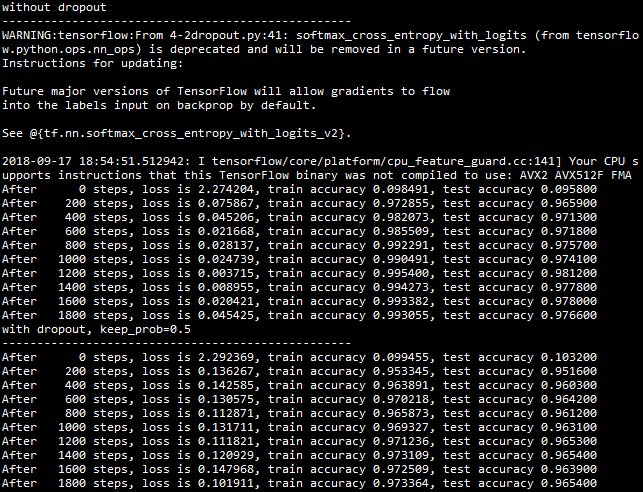 without dropout
--------------------------------------------------
WARNING:tensorflow:From 4-2dropout.py:41: softmax_cross_entropy_with_logits (from tensorflo
w.python.ops.nn_ops) is deprecated and will be removed in a future version.
Instructions for updating:

Future major versions of TensorFlow will allow gradients to flow
into the labels input on backprop by default.

See @{tf.nn.softmax_cross_entropy_with_logits_v2}.

2018-09-17 18:54:51.512942: I tensorflow/core/platform/cpu_feature_guard.cc:141] Your CPU s
upports instructions that this TensorFlow binary was not compiled to use: AVX2 AVX512F FMA
After     0 steps, loss is 2.274204, train accuracy 0.098491, test accuracy 0.095800
After   200 steps, loss is 0.075867, train accuracy 0.972855, test accuracy 0.965900
After   400 steps, loss is 0.045206, train accuracy 0.982073, test accuracy 0.971300
After   600 steps, loss is 0.021668, train accuracy 0.985509, test accuracy 0.971800
After   800 steps, loss is 0.028137, train accuracy 0.992291, test accuracy 0.975700
After  1000 steps, loss is 0.024739, train accuracy 0.990491, test accuracy 0.974100
After  1200 steps, loss is 0.003715, train accuracy 0.995400, test accuracy 0.981200
After  1400 steps, loss is 0.008955, train accuracy 0.994273, test accuracy 0.977800
After  1600 steps, loss is 0.020421, train accuracy 0.993382, test accuracy 0.978000
After  1800 steps, loss is 0.045425, train accuracy 0.993055, test accuracy 0.976600
with dropout, keep_prob=0.5
--------------------------------------------------
After     0 steps, loss is 2.292369, train accuracy 0.099455, test accuracy 0.103200
After   200 steps, loss is 0.136267, train accuracy 0.953345, test accuracy 0.951600
After   400 steps, loss is 0.142585, train accuracy 0.963891, test accuracy 0.960300
After   600 steps, loss is 0.130575, train accuracy 0.970218, test accuracy 0.964200
After   800 steps, loss is 0.112871, train accuracy 0.965873, test accuracy 0.961200
After  1000 steps, loss is 0.131711, train accuracy 0.969327, test accuracy 0.963100
After  1200 steps, loss is 0.111821, train accuracy 0.971236, test accuracy 0.965300
After  1400 steps, loss is 0.120929, train accuracy 0.973109, test accuracy 0.965400
After  1600 steps, loss is 0.147968, train accuracy 0.972509, test accuracy 0.963900
After  1800 steps, loss is 0.101911, train accuracy 0.973364, test accuracy 0.965400